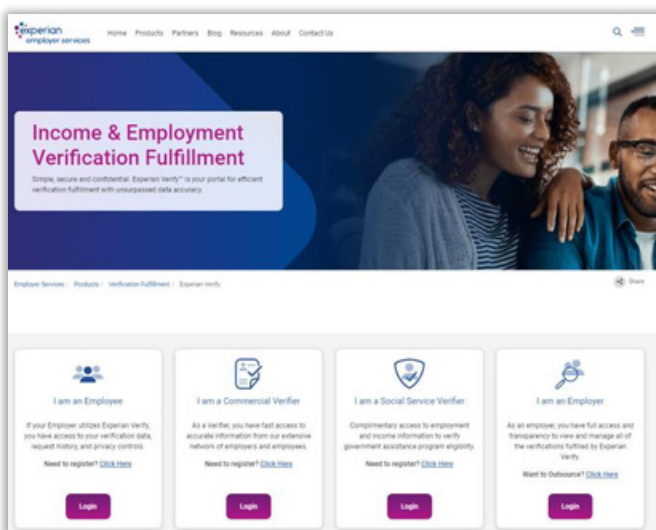 experian
employer services
Home Products Partners Blog Resources About Contact Us
Income & Employment
Verification Fulfillment
Simple, secure and confidential. Experian Verify™ is your portal for efficient
verification fulfillment with unsurpassed data accuracy.
Employer Services / Products / Verification Fulfillment / Experian Verify
Share
I am an Employee
If your Employer utilizes Experian Verify,
you have access to your verification data,
request history, and privacy controls.
Need to register? Click Here
Login
I am a Commercial Verifier
As a Verifier, you have fast access to
accurate information from our extensive
network of employers and employees.
Need to register? Click Here
Login
I am a Social Service Verifier
Complimentary access to employment
and income information to verify
government assistance program eligibility.
Need to register? Click Here
Login
I am an Employer
As an employer, you have full access and
transparency to view and manage all of
the verifications fulfilled by Experian
Verify.
Want to Outsource? Click Here
Login